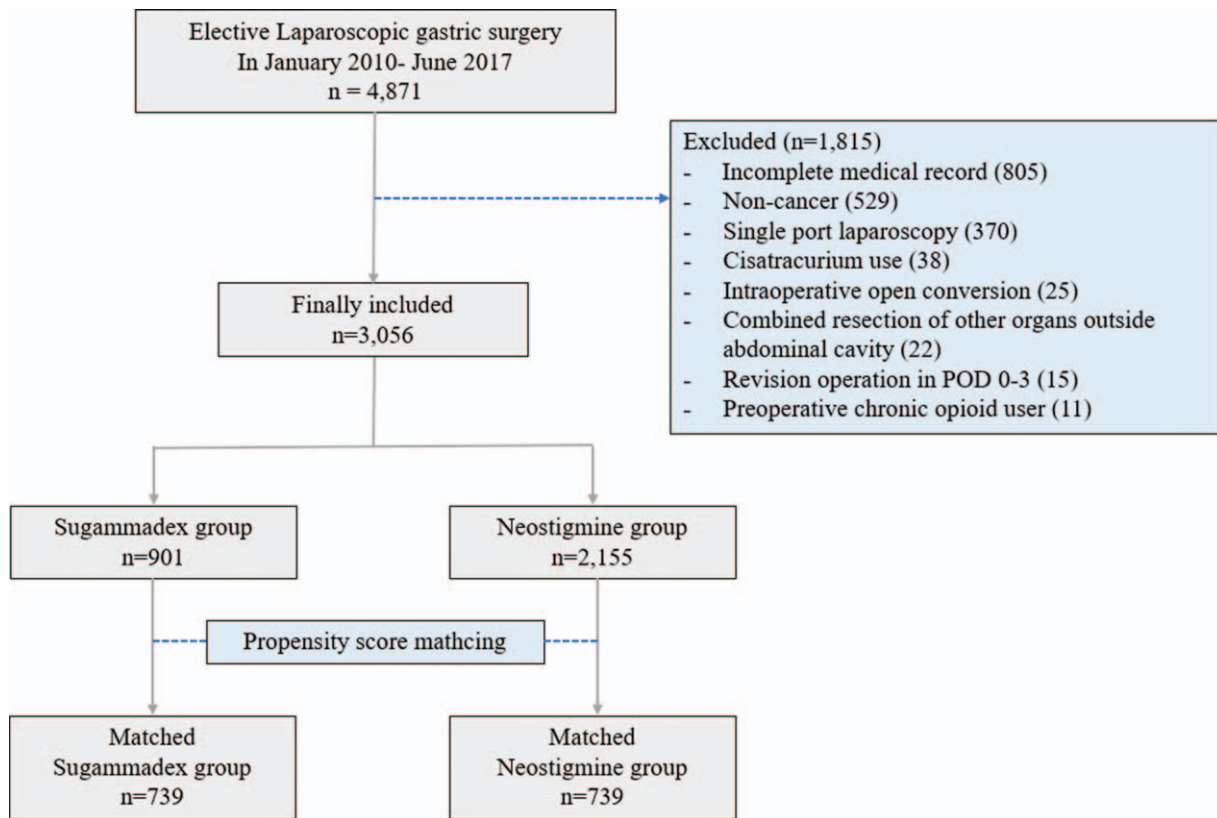 Elective Laparoscopic gastric surgery
In January 2010- June 2017
n = 4,871
Excluded (n=1,815)
- Incomplete medical record (805)
- Non-cancer (529)
- Single port laparoscopy (370)
- Cisatracurium use (38)
- Intraoperative open conversion (25)
- Combined resection of other organs outside
abdominal cavity (22)
- Revision operation in POD 0-3 (15)
- Preoperative chronic opioid user (11)
Finally included
n=3,056
Sugammadex group
n=901
Neostigmine group
n=2,155
Propensity score mathcing
Matched
Sugammadex group
n=739
Matched
Neostigmine group
n=739